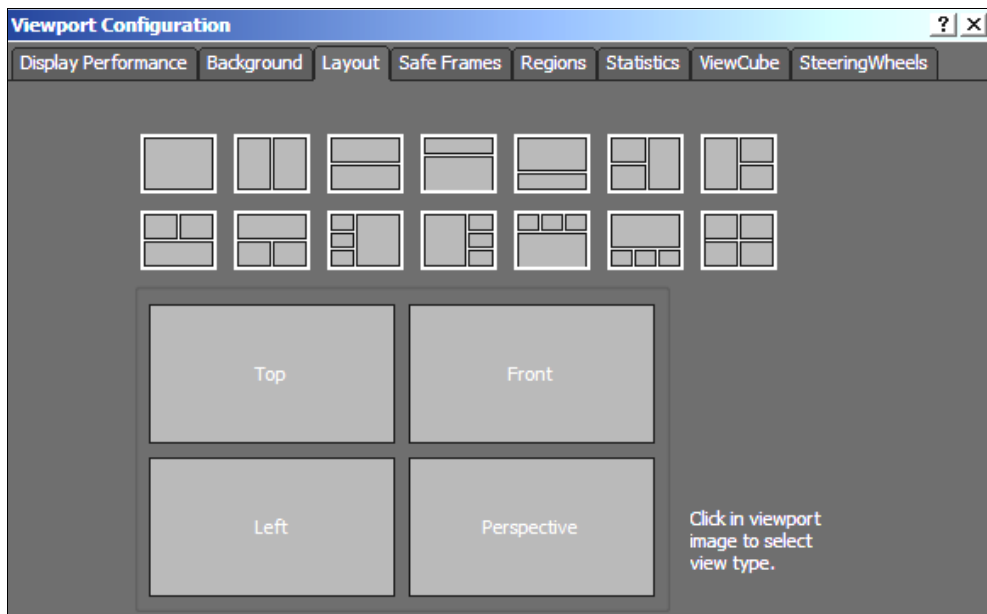 Viewport Configuration
? ×
Display Performance Background Layout Safe Frames Regions Statistics ViewCube SteeringWheels
Top Front
Left Perspective
Click in viewport
image to select
view type.